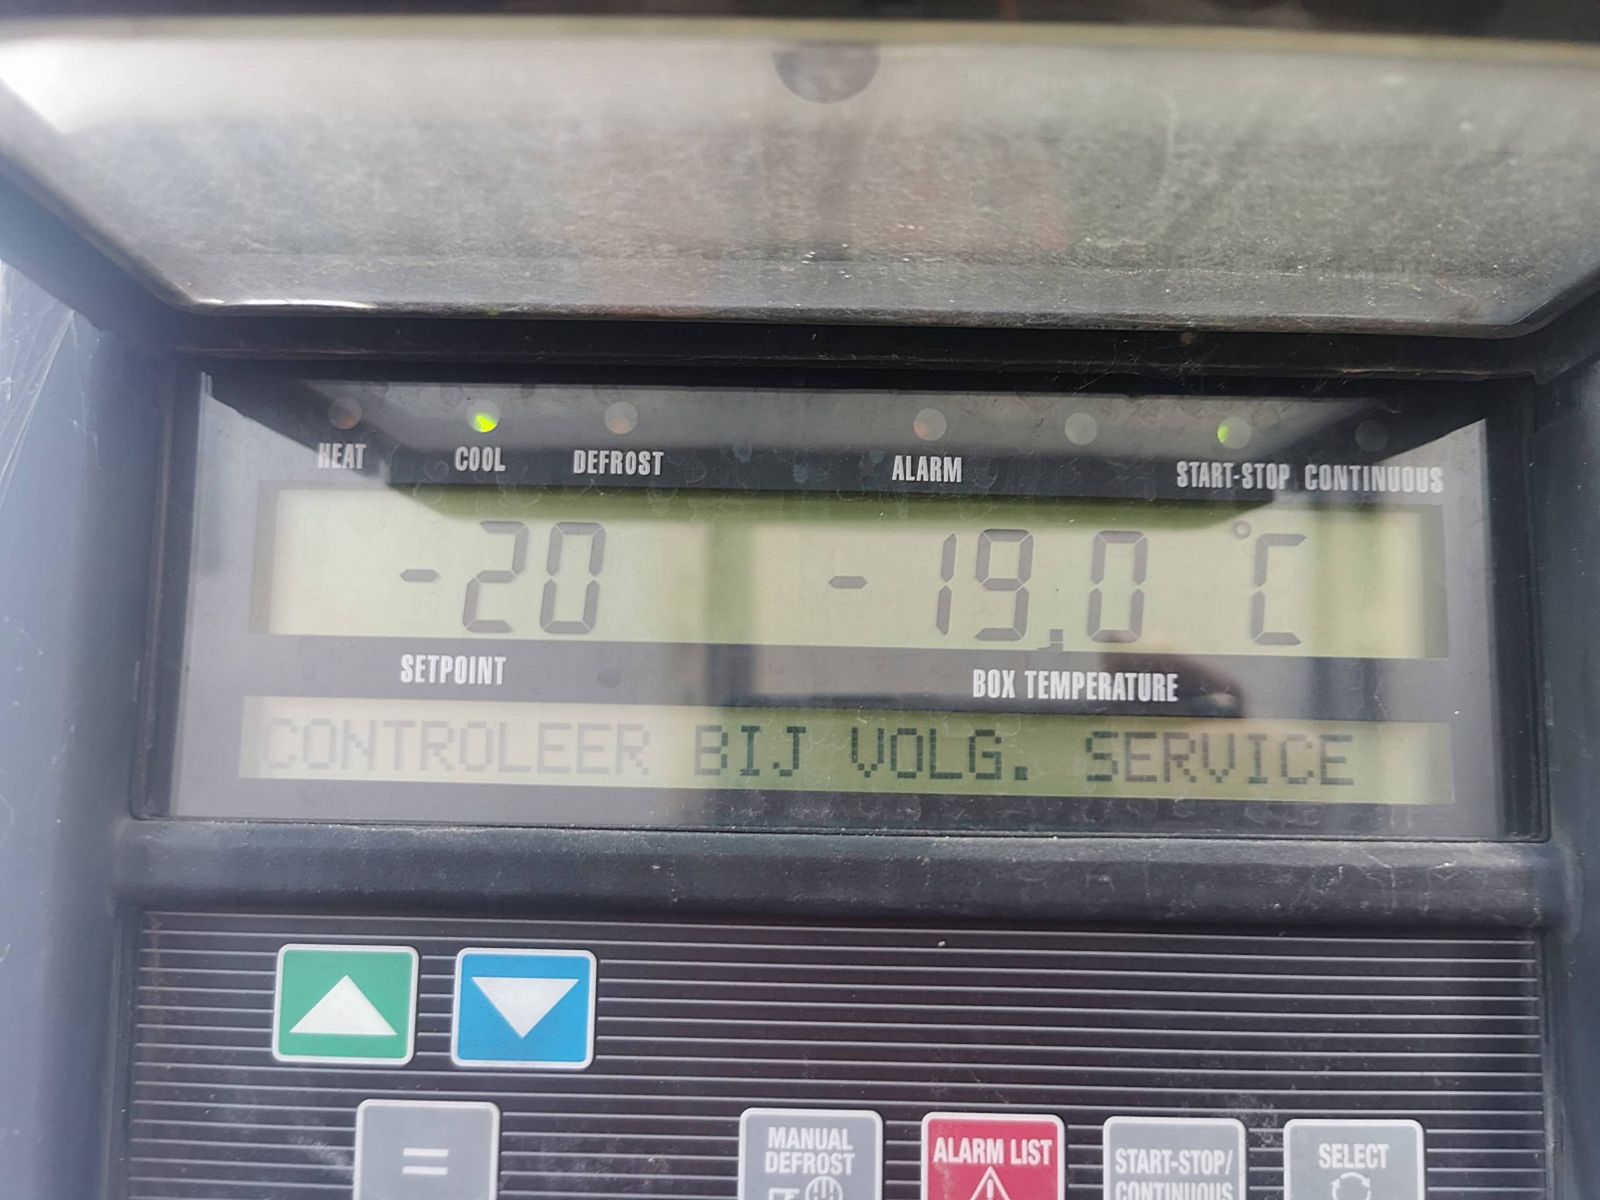 HEAT COOL DEFROST ALARM START-STOP CONTINUOUS
-20 -19.0 °C
SETPOINT BOX TEMPERATURE
CONTROLEER BIJ VOLG. SERVICE
=
MANUAL DEFROST
ALARM LIST
START-STOP/
CONTINUOUS
SELECT